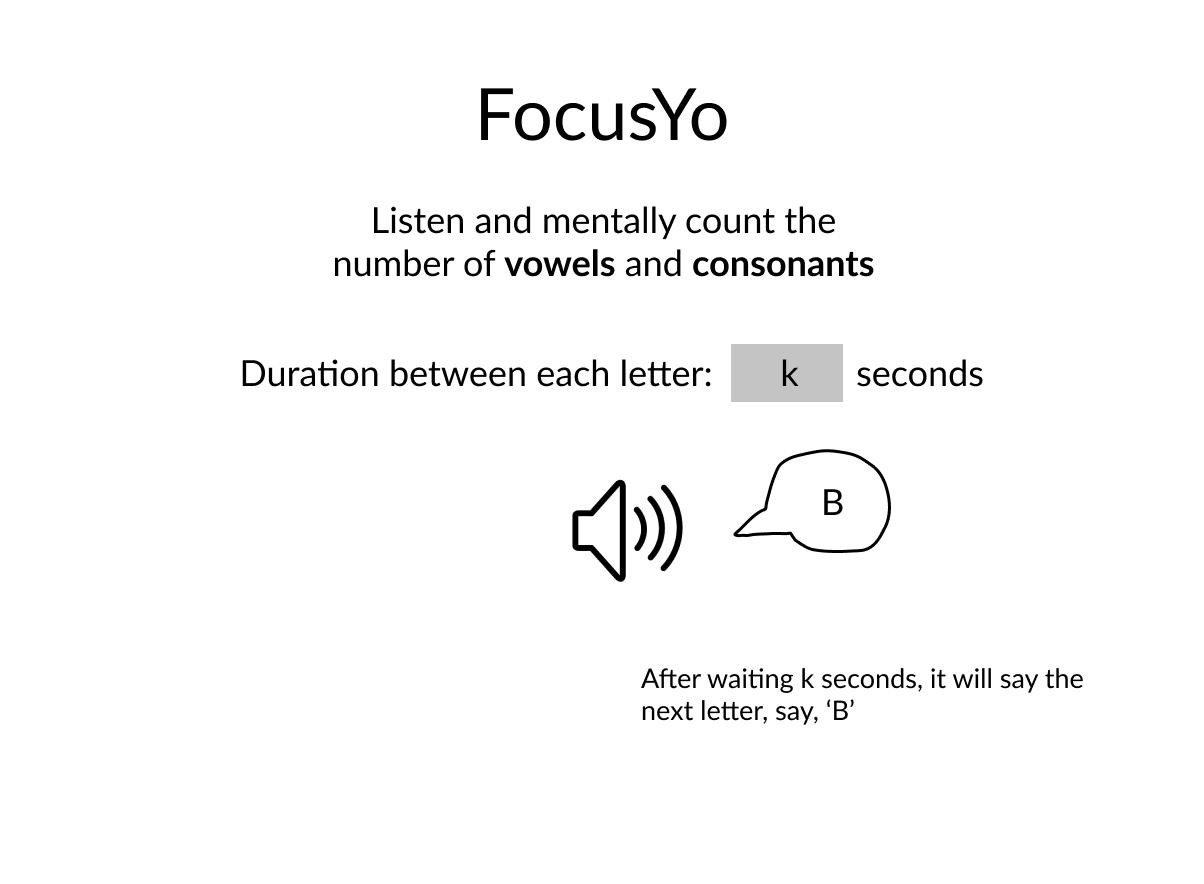 FocusYo
Listen and mentally count the
number of vowels and consonants
Duration between each letter: k seconds
B
After waiting k seconds, it will say the
next letter, say, ‘B’